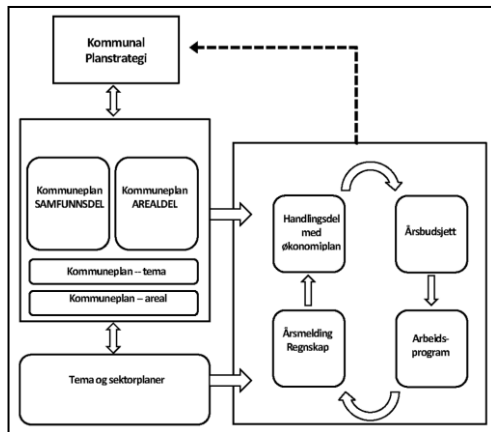 Kommunal
Planstrategi
Kommuneplan
SAMFUNNSDEL
Kommuneplan
AREALDEL
Kommuneplan – tema
Kommuneplan – areal
Tema og sektorplaner
Handlingsdel
med
økonomiplan
Årsbudsjett
Årsmelding
Regnskap
Arbeids-
program